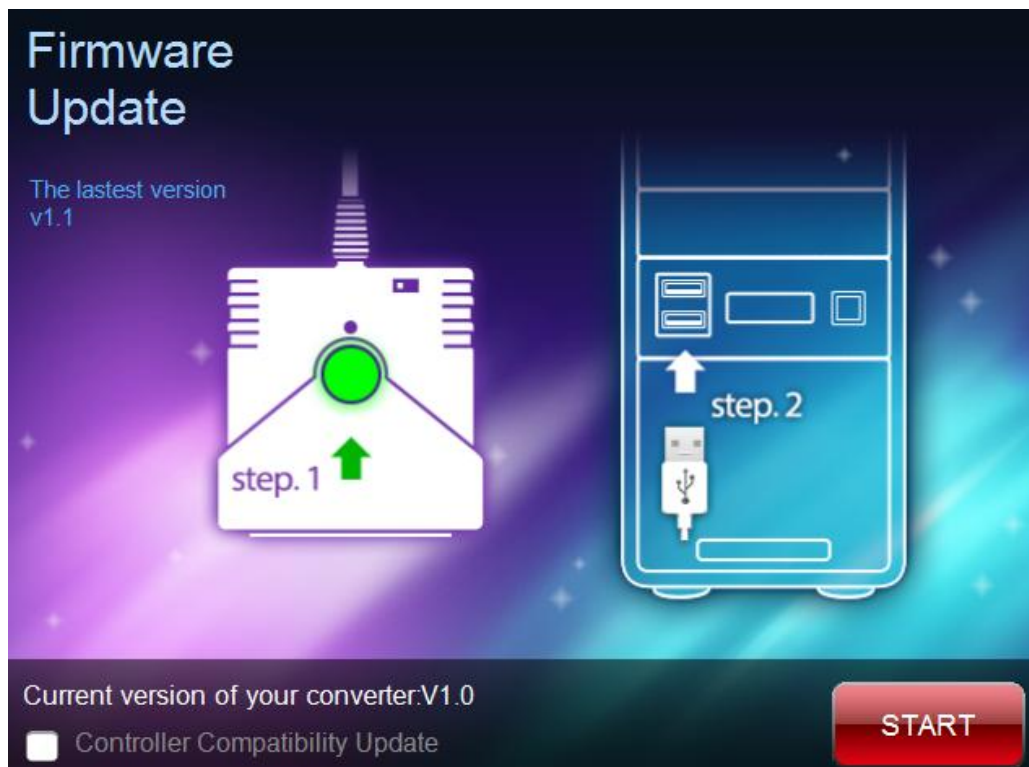 Firmware
Update
The lastest version
v1.1
step. 1
step. 2
Current version of your converter:V1.0
Controller Compatibility Update
START